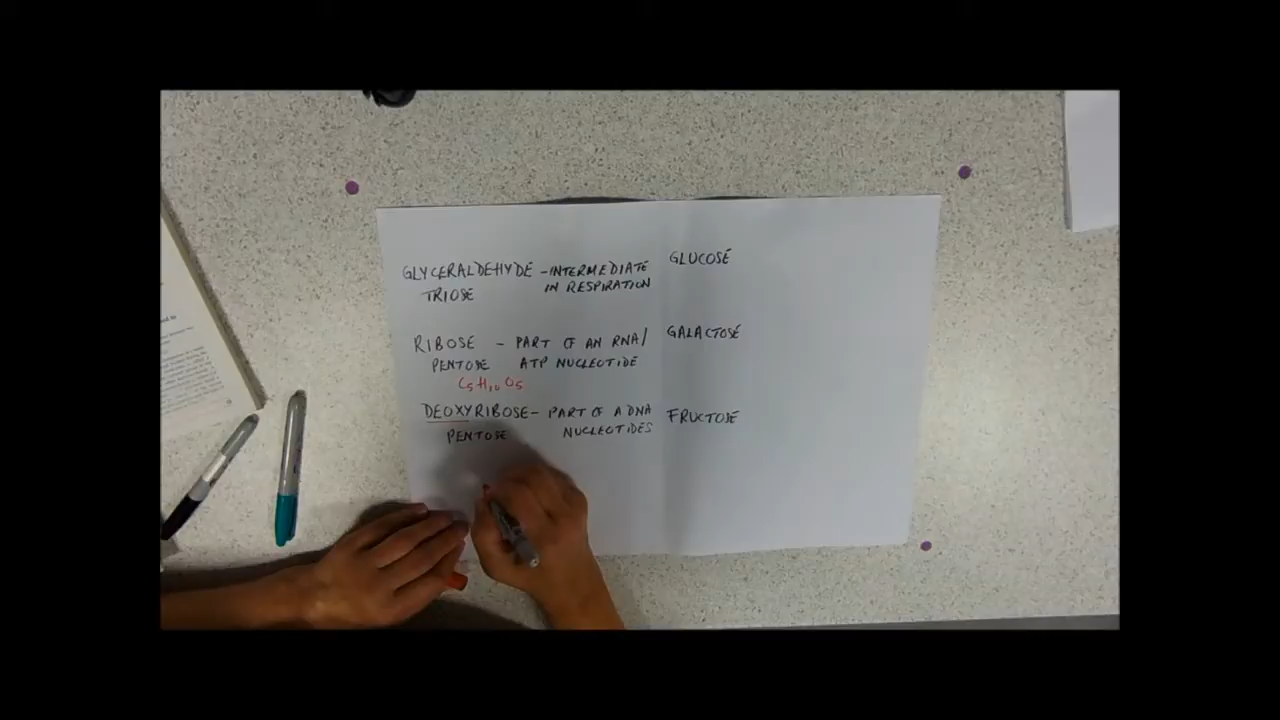 GLYCERALDEHYDE - INTERMEDIATE
TRIOSE IN RESPIRATION
RIBOSE - PART OF AN RNA/
PENTOSE ATP NUCLEOTIDE
C5H10O5
DEOXYRIBOSE - PART OF A DNA
PENTOSE NUCLEOTIDES
GLUCOSE
GALACTOSE
FRUCTOSE